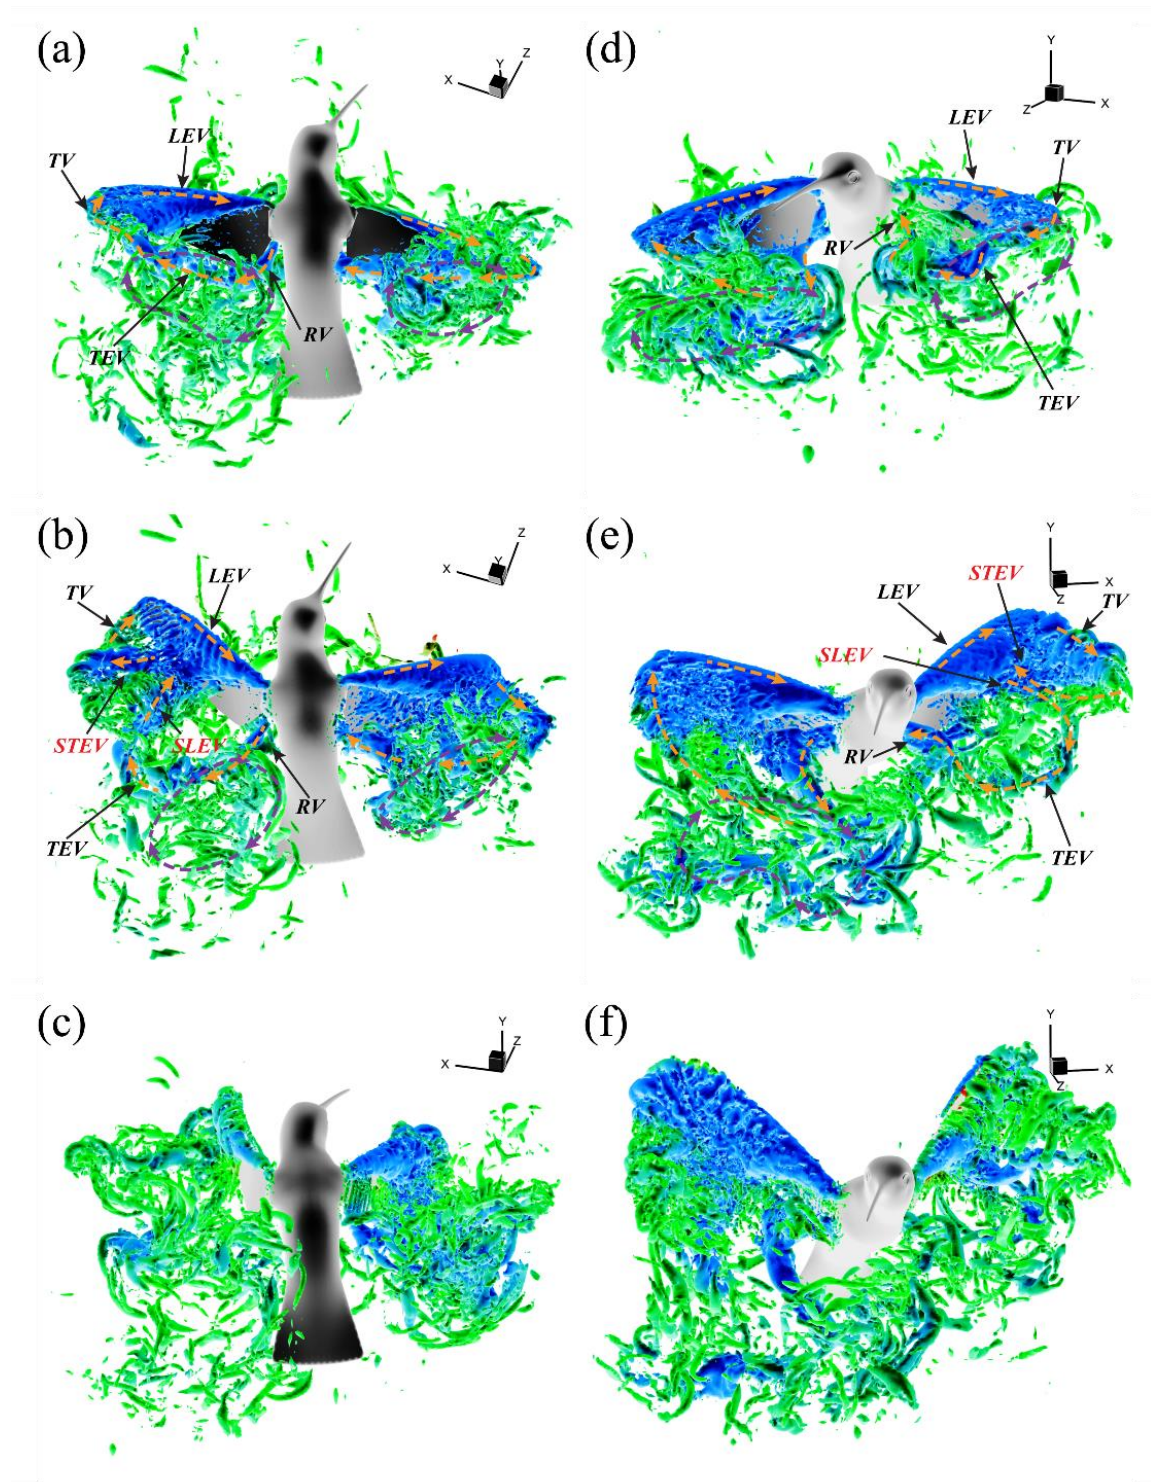 (a)
LEV
TV
TEV
RV
X
Y
Z
(d)
LEV
TV
RV
TEV
Y
Z
X
(b)
TV
LEV
STEV
SLEV
TEV
RV
X
Y
Z
(e)
STEV
LEV
TV
SLEV
RV
TEV
Y
X
Z
(c)
Y
Z
X
(f)
Y
X
Z